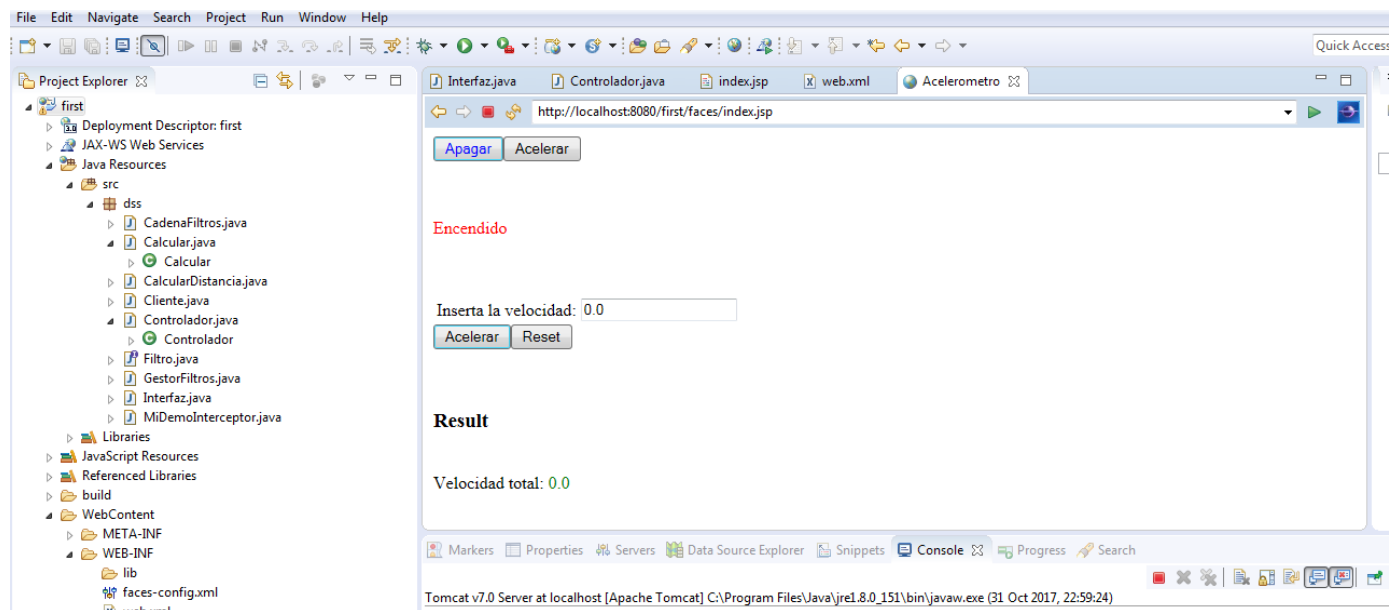 File Edit Navigate Search Project Run Window Help
Quick Access
Project Explorer
first
Deployment Descriptor: first
JAX-WS Web Services
Java Resources
src
dss
CadenaFiltros.java
Calcular.java
Calcular
CalcularDistancia.java
Cliente.java
Controlador.java
Controlador
Filtro.java
GestorFiltros.java
Interfaz.java
MiDemoInterceptor.java
Libraries
JavaScript Resources
Referenced Libraries
build
WebContent
META-INF
WEB-INF
lib
faces-config.xml
web.xml
Interfaz.java Controlador.java index.jsp web.xml Acelerometro
http://localhost:8080/first/faces/index.jsp
Apagar Acelerar
Encendido
Inserta la velocidad: 0.0
Acelerar Reset
Result
Velocidad total: 0.0
Markers Properties Servers Data Source Explorer Snippets Console Progress Search
Tomcat v7.0 Server at localhost [Apache Tomcat] C:\Program Files\Java\jre1.8.0_151\bin\javaw.exe (31 Oct 2017, 22:59:24)